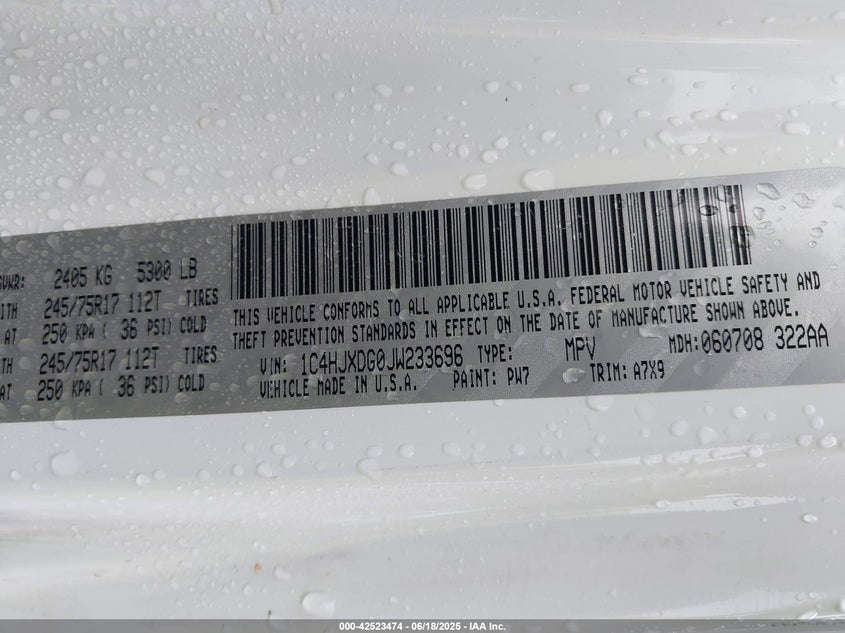 GVWR: 2405 KG 5300 LB
ITH 245/75R17 112T TIRES
AT 250 KPA ( 36 PSI) COLD
TH 245/75R17 112T TIRES
AT 250 KPA ( 36 PSI) COLD
THIS VEHICLE CONFORMS TO ALL APPLICABLE U.S.A. FEDERAL MOTOR VEHICLE SAFETY AND
THEFT PREVENTION STANDARDS IN EFFECT ON THE DATE OF MANUFACTURE SHOWN ABOVE.
VIN: 1C4HJXDG0JW233696 TYPE: MPV MDH: 060708 322AA
VEHICLE MADE IN U.S.A. PAINT: PW7 TRIM: A7X9
000-42523474 - 06/18/2025 - IAA Inc.